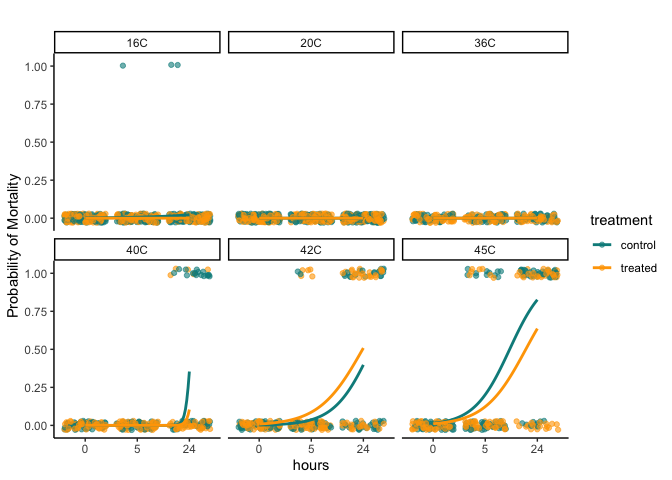 16C 20C 36C
1.00
0.75
0.50
0.25
0.00
Probability of Mortality
40C 42C 45C
1.00
0.75
0.50
0.25
0.00
0 5 24 0 5 24 0 5 24
hours
treatment
control
treated